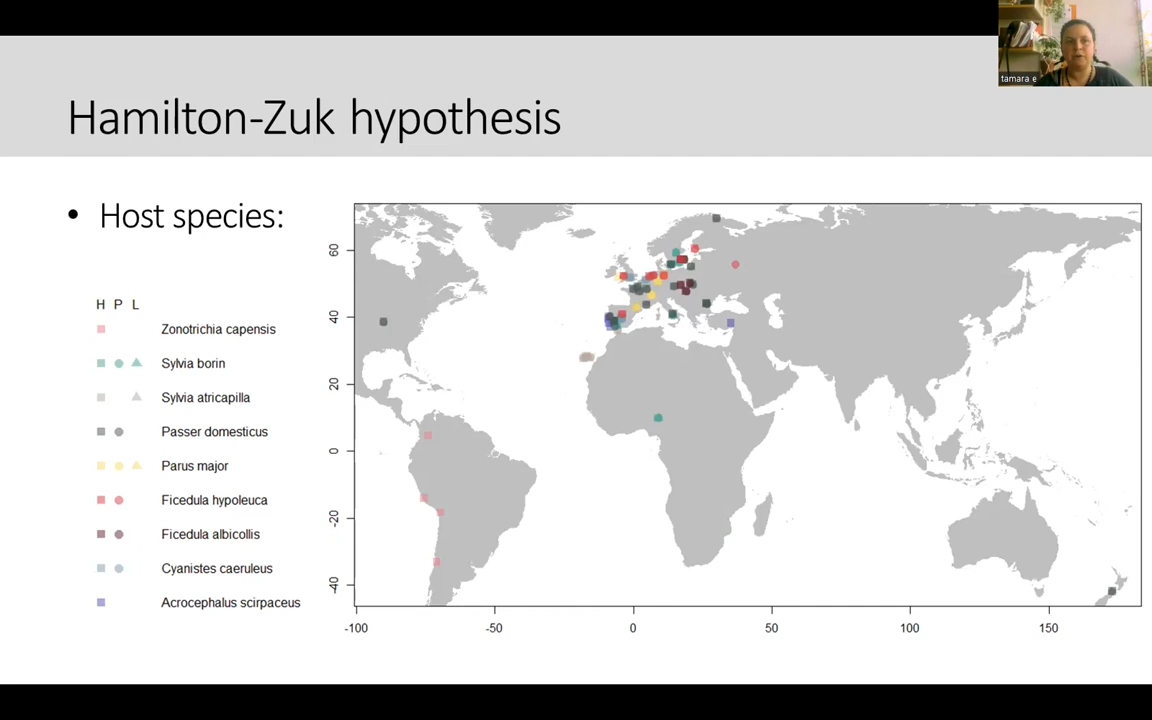 tamara e
Hamilton-Zuk hypothesis
• Host species:
H P L
Zonotrichia capensis
Sylvia borin
Sylvia atricapilla
Passer domesticus
Parus major
Ficedula hypoleuca
Ficedula albicollis
Cyanistes caeruleus
Acrocephalus scirpaceus
60
40
20
0
-20
-40
-100 -50 0 50 100 150